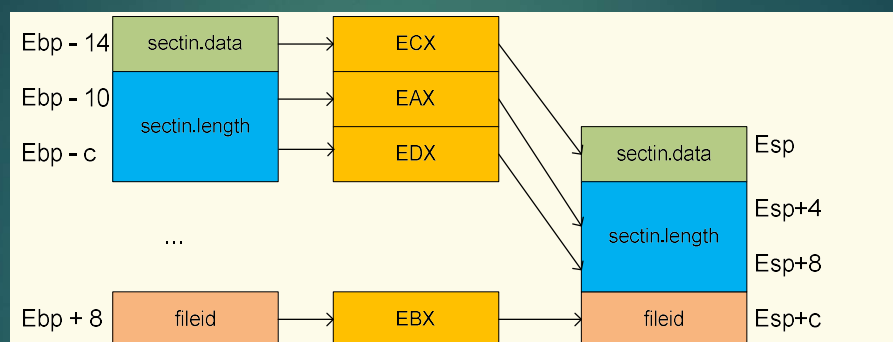 Ebp - 14 sectin.data ECX
Ebp - 10 EAX
sectin.length
Ebp - c EDX
sectin.data Esp
Esp+4
sectin.length
Esp+8
...
Ebp + 8 fileid EBX fileid Esp+c